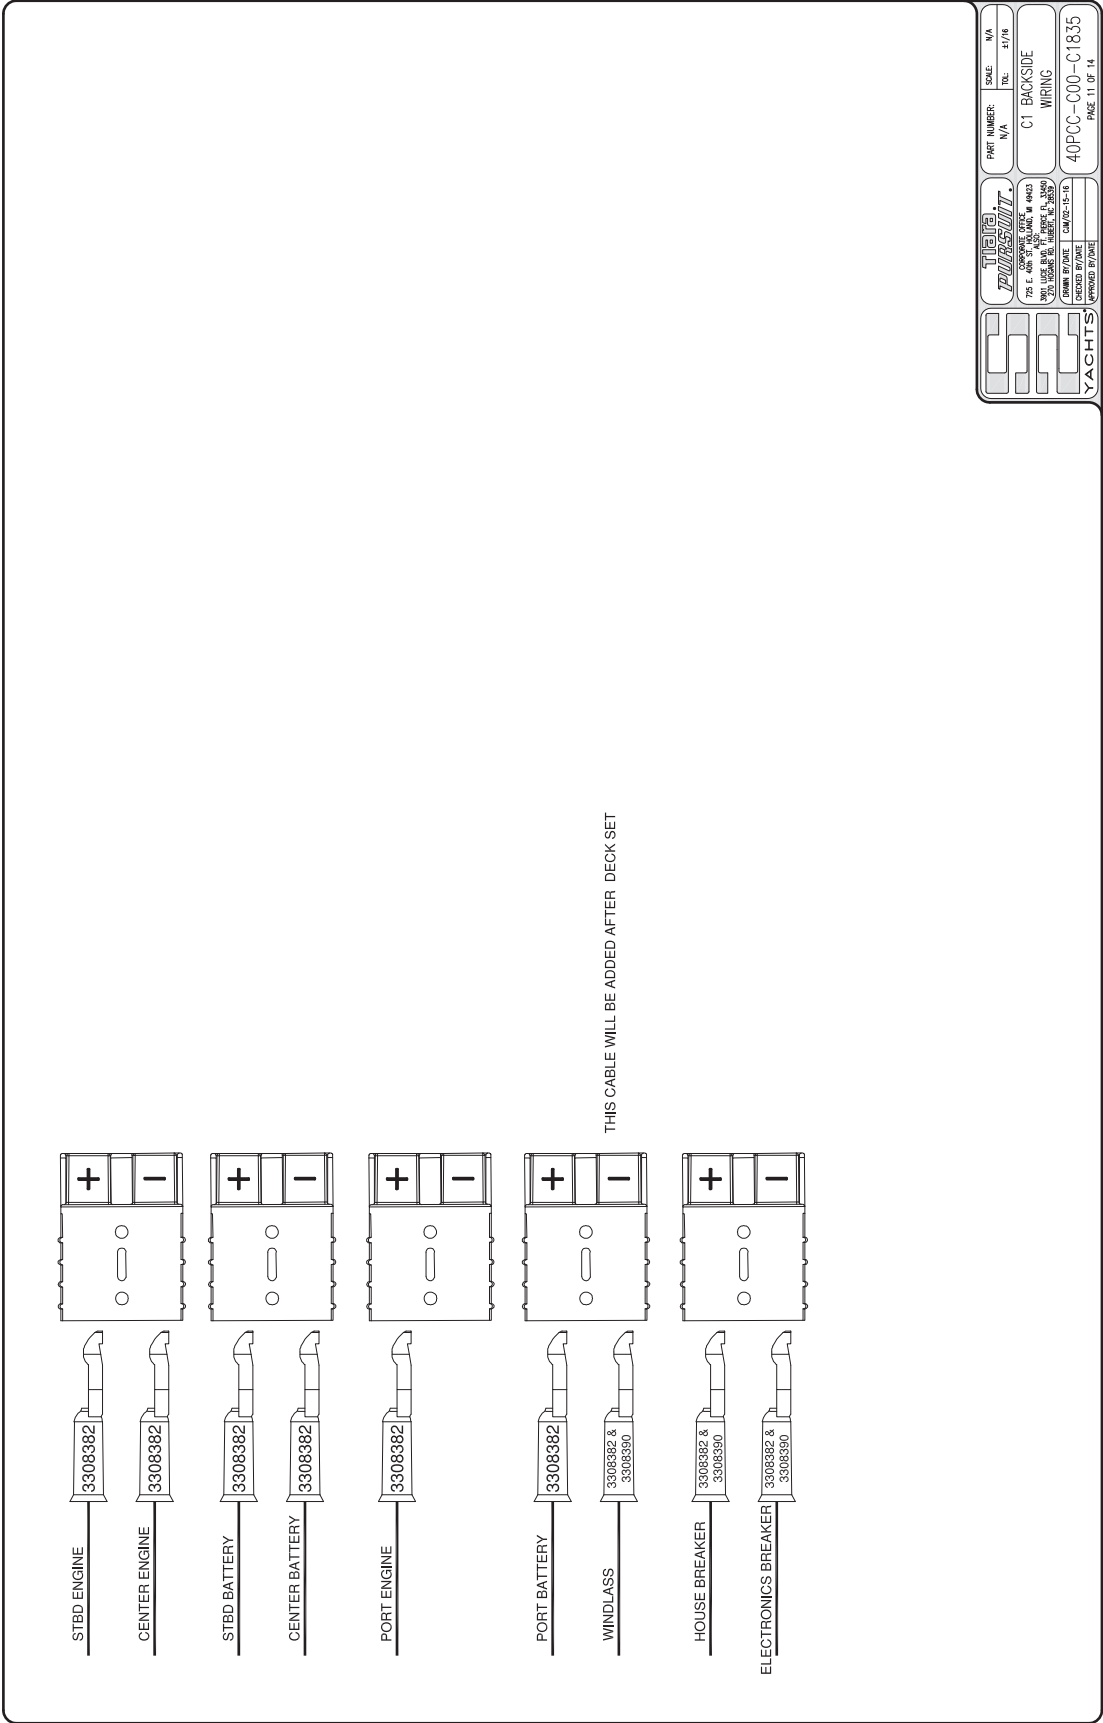 STBD ENGINE
3308382
+
–
CENTER ENGINE
3308382
STBD BATTERY
3308382
+
–
CENTER BATTERY
3308382
PORT ENGINE
3308382
+
–
PORT BATTERY
3308382
+
–
WINDLASS
3308382 &
3308390
THIS CABLE WILL BE ADDED AFTER DECK SET
HOUSE BREAKER
3308382 &
3308390
+
–
ELECTRONICS BREAKER
3308382 &
3308390
YACHTS
TIARA
PURSUIT
CORPORATE OFFICE
725 E. 40th ST. HOLLAND, MI 49423
ALSO:
3901 LUCIE BLVD. FT. PIERCE FL. 33450
270 HOGANS RD. HUBERT, NC 28539
DRAWN BY/DATE CJM/02-15-16
CHECKED BY/DATE
APPROVED BY/DATE
PART NUMBER:
N/A
SCALE: N/A
TOL: ±1/16
C1 BACKSIDE
WIRING
40PCC-C00-C1835
PAGE 11 OF 14